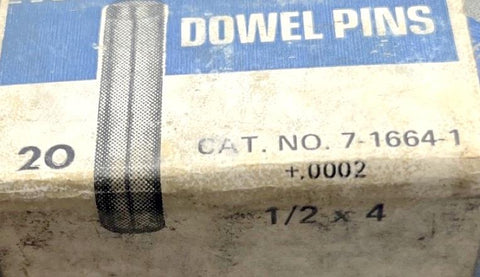 DOWEL PINS
20
CAT. NO. 7-1664-1
+.0002
1/2 x 4